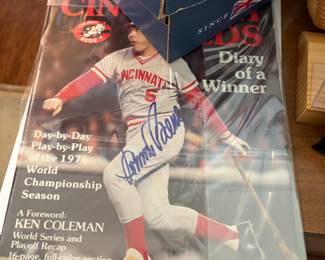 CIN
REDS
SINCE
DS
Diary of a
Winner
CINCINNATI
5
Day-by-Day
Play-by-Play
of the 1976
World
Championship
Season
A Foreword:
KEN COLEMAN
World Series and
Playoff Recap
16-page, full-color section